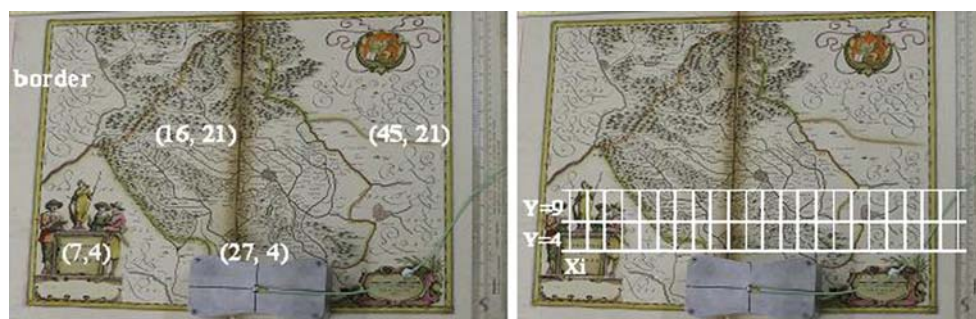 border
(16, 21)
(45, 21)
(7,4)
(27, 4)
Y=9
Y=4
Xi